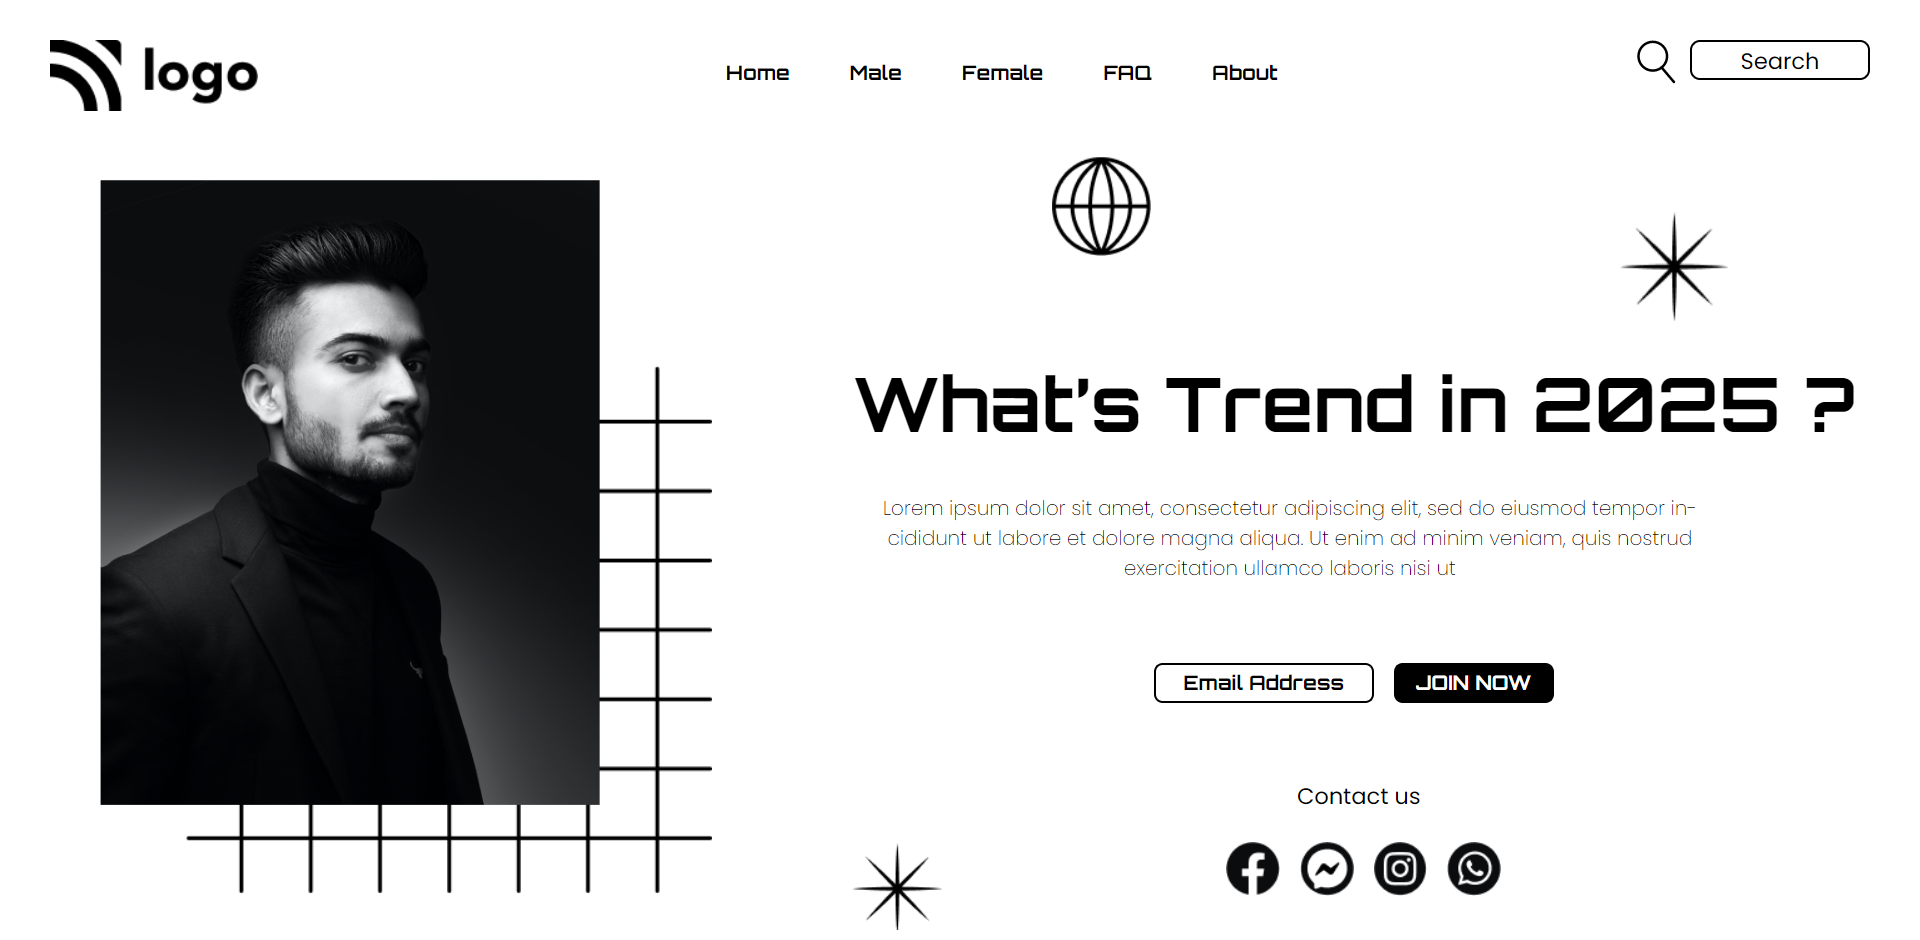 logo
Home
Male
Female
FAQ
About
Search
What's Trend in 2025 ?
Lorem ipsum dolor sit amet, consectetur adipiscing elit, sed do eiusmod tempor in-
cididunt ut labore et dolore magna aliqua. Ut enim ad minim veniam, quis nostrud
exercitation ullamco laboris nisi ut
Email Address
JOIN NOW
Contact us